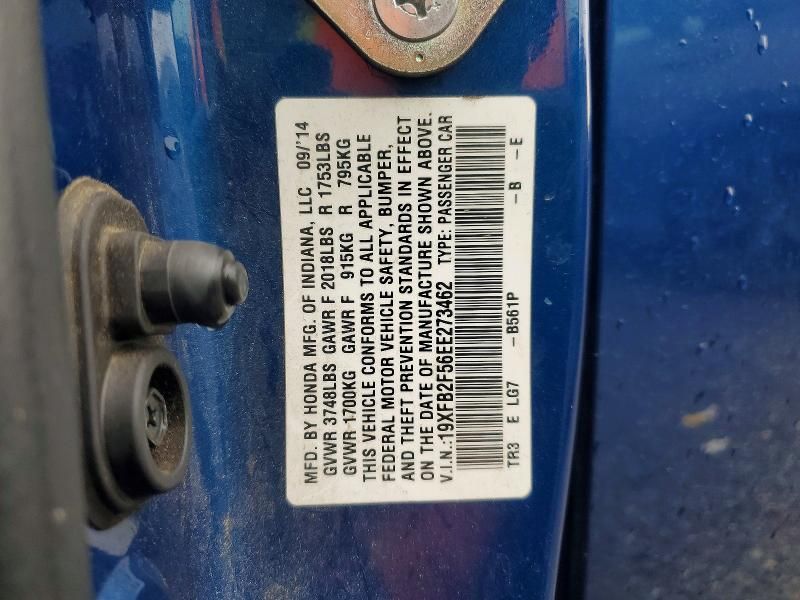 MFD. BY HONDA MFG. OF INDIANA, LLC 09/'14
GVWR 3748LBS GAWR F 2018LBS R 1753LBS
GVWR 1700KG GAWR F 915KG R 795KG
THIS VEHICLE CONFORMS TO ALL APPLICABLE
FEDERAL MOTOR VEHICLE SAFETY, BUMPER,
AND THEFT PREVENTION STANDARDS IN EFFECT
ON THE DATE OF MANUFACTURE SHOWN ABOVE.
V.I.N.:19XFB2F56EE273462 TYPE: PASSENGER CAR
TR3 E LG7 -B561P -B -E